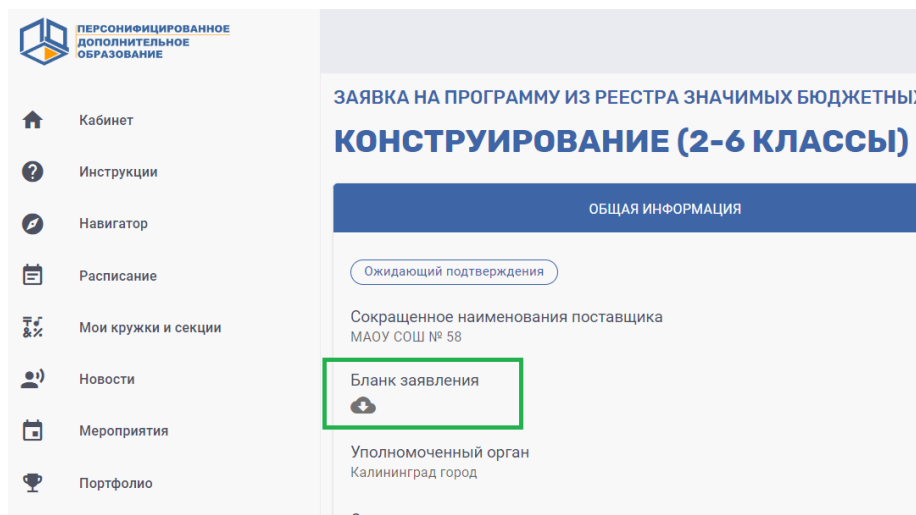 ПЕРСОНИФИЦИРОВАННОЕ
ДОПОЛНИТЕЛЬНОЕ
ОБРАЗОВАНИЕ
Кабинет
Инструкции
Навигатор
Расписание
Мои кружки и секции
Новости
Мероприятия
Портфолио
ЗАЯВКА НА ПРОГРАММУ ИЗ РЕЕСТРА ЗНАЧИМЫХ БЮДЖЕТНЫХ
КОНСТРУИРОВАНИЕ (2-6 КЛАССЫ)
ОБЩАЯ ИНФОРМАЦИЯ
Ожидающий подтверждения
Сокращенное наименования поставщика
МАОУ СОШ № 58
Бланк заявления
Уполномоченный орган
Калининград город